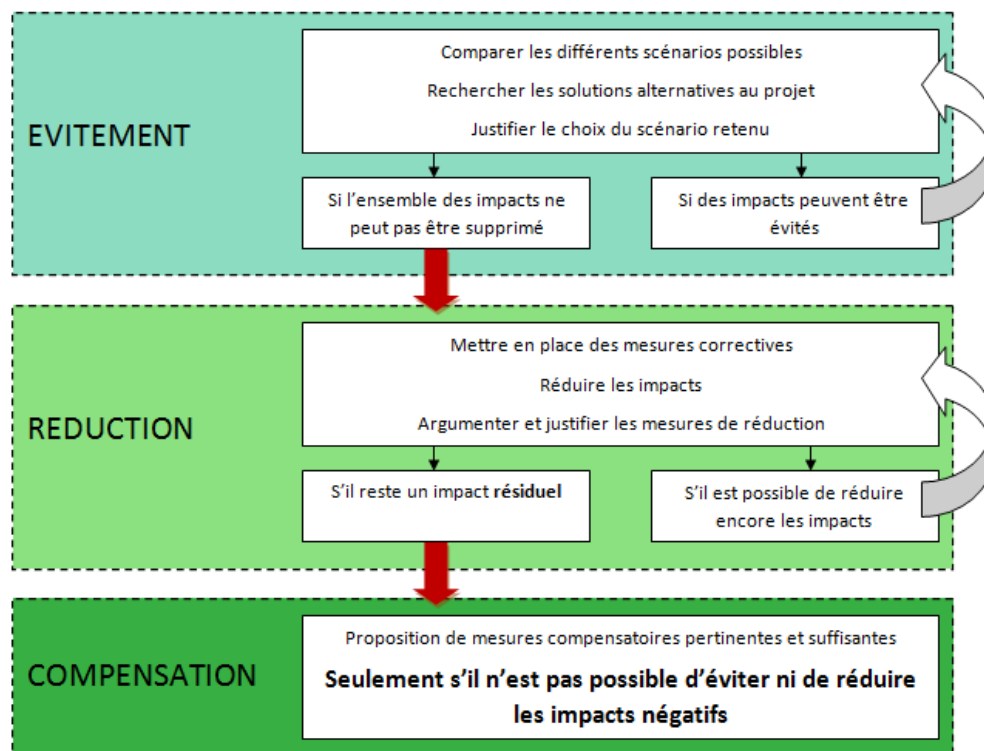 EVITEMENT
Comparer les différents scénarios possibles
Rechercher les solutions alternatives au projet
Justifier le choix du scénario retenu
Si l’ensemble des impacts ne
peut pas être supprimé
Si des impacts peuvent être
évités
REDUCTION
Mettre en place des mesures correctives
Réduire les impacts
Argumenter et justifier les mesures de réduction
S’il reste un impact résiduel
S’il est possible de réduire
encore les impacts
COMPENSATION
Proposition de mesures compensatoires pertinentes et suffisantes
Seulement s’il n’est pas possible d’éviter ni de réduire
les impacts négatifs